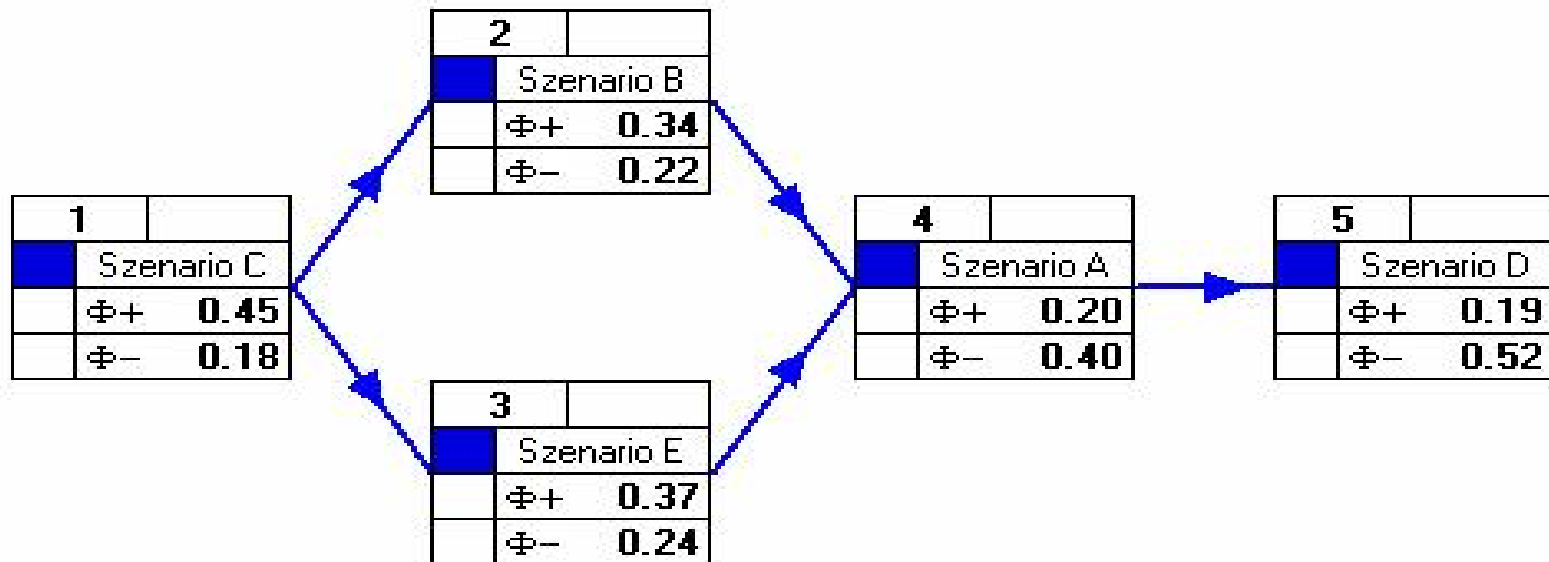 1
Szenario C
Φ+ 0.45
Φ− 0.18
2
Szenario B
Φ+ 0.34
Φ− 0.22
3
Szenario E
Φ+ 0.37
Φ− 0.24
4
Szenario A
Φ+ 0.20
Φ− 0.40
5
Szenario D
Φ+ 0.19
Φ− 0.52